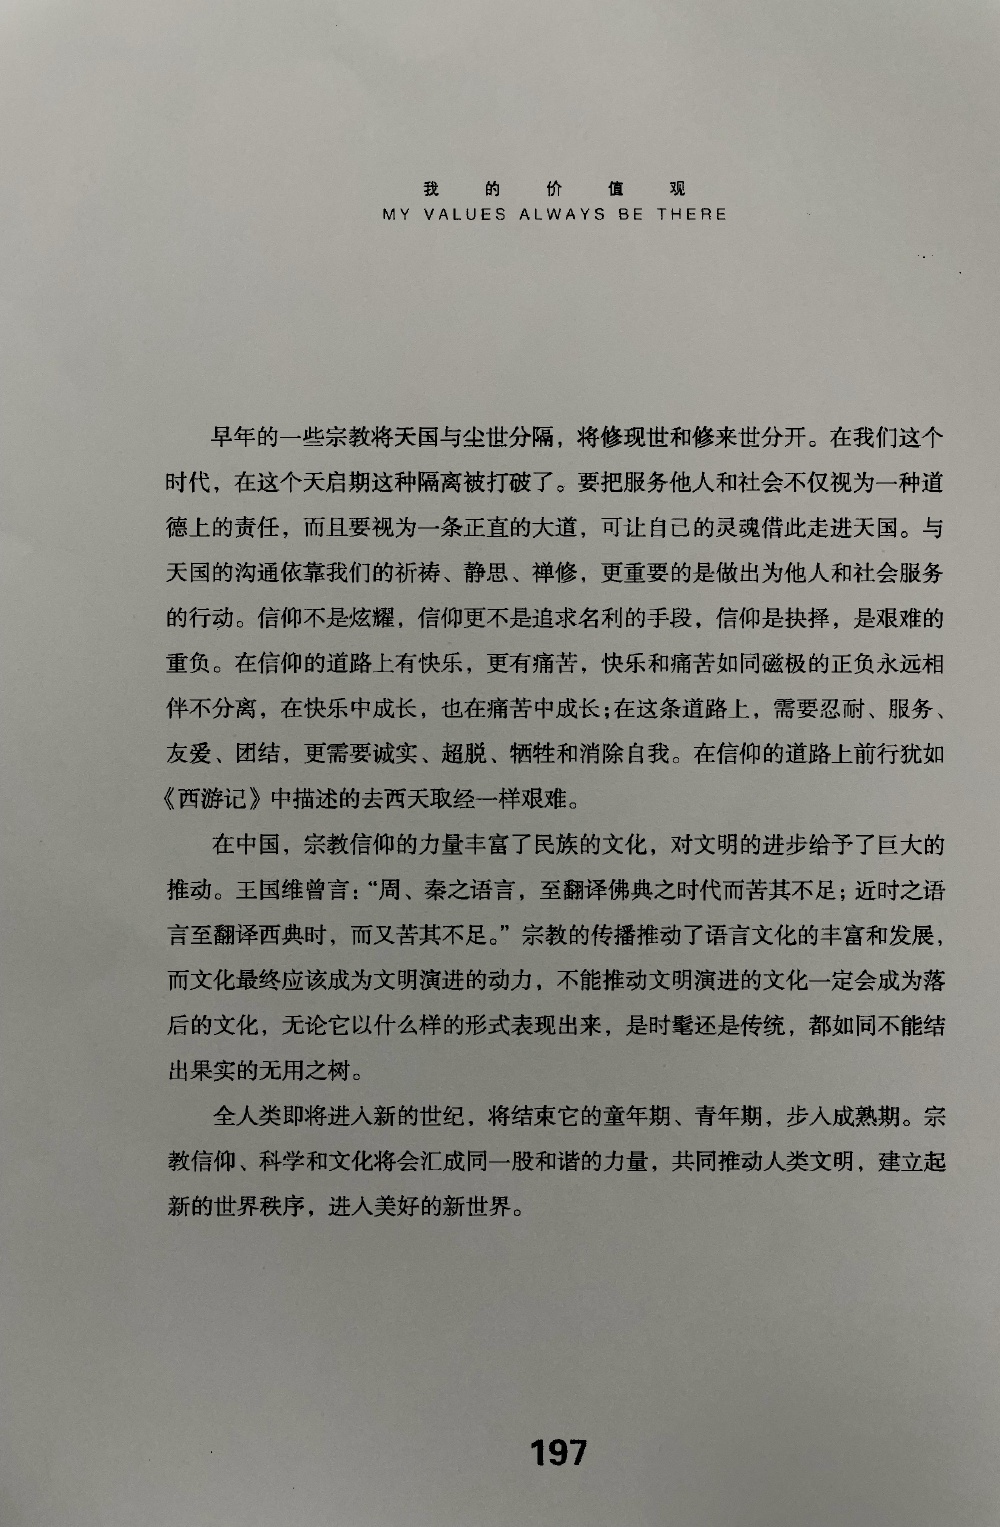 我的价值观
MY VALUES ALWAYS BE THERE
早年的一些宗教将天国与尘世分隔，将修现世和修来世分开。在我们这个
时代，在这个天启期这种隔离被打破了。要把服务他人和社会不仅视为一种道
德上的责任，而且要视为一条正直的大道，可让自己的灵魂借此走进天国。与
天国的沟通依靠我们的祈祷、静思、禅修，更重要的是做出为他人和社会服务
的行动。信仰不是炫耀，信仰更不是追求名利的手段，信仰是抉择，是艰难的
重负。在信仰的道路上有快乐，更有痛苦，快乐和痛苦如同磁极的正负永远相
伴不分离，在快乐中成长，也在痛苦中成长；在这条道路上，需要忍耐、服务、
友爱、团结，更需要诚实、超脱、牺牲和消除自我。在信仰的道路上前行犹如
《西游记》中描述的去西天取经一样艰难。
在中国，宗教信仰的力量丰富了民族的文化，对文明的进步给予了巨大的
推动。王国维曾言：“周、秦之语言，至翻译佛典之时代而苦其不足；近时之语
言至翻译西典时，而又苦其不足。”宗教的传播推动了语言文化的丰富和发展，
而文化最终应该成为文明演进的动力，不能推动文明演进的文化一定会成为落
后的文化，无论它以什么样的形式表现出来，是时髦还是传统，都如同不能结
出果实的无用之树。
全人类即将进入新的世纪，将结束它的童年期、青年期，步入成熟期。宗
教信仰、科学和文化将会汇成同一股和谐的力量，共同推动人类文明，建立起
新的世界秩序，进入美好的新世界。
197